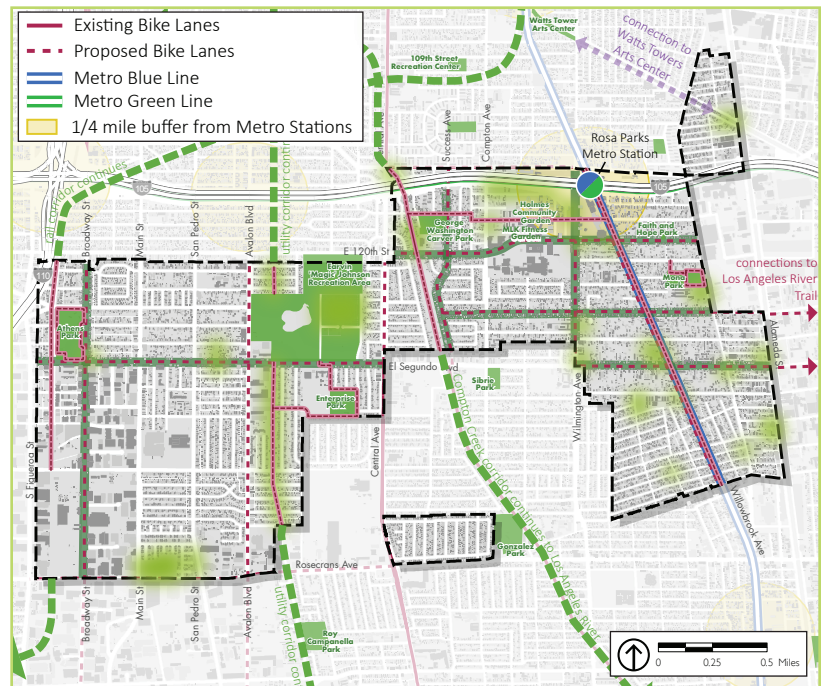 Existing Bike Lanes
Proposed Bike Lanes
Metro Blue Line
Metro Green Line
1/4 mile buffer from Metro Stations
Watts Tower
Arts Center
connection to
Watts Towers
Arts Center
109th Street
Recreation Center
Success Ave
Compton Ave
Rosa Parks
Metro Station
rail corridor continues
utility corridor
105
105
110
Broadway St
Main St
San Pedro St
Avalon Blvd
E 120th St
George
Washington
Carver Park
Holmes
Community
Garden
MLK Fitness
Garden
Faith and
Hope Park
Mona
Park
connections to
Los Angeles River
Trail
Earvin
Magic Johnson
Recreation Area
Athens
Park
El Segundo Blvd
Enterprise
Park
Sibrie
Park
Alameda St
Wilmington Ave
Central Ave
S Figueroa St
Compton Creek corridor continues to Los Angeles River
Willowbrook Ave
Gonzalez
Park
Rosecrans Ave
Broadway St
Main St
San Pedro St
Avalon Blvd
utility corridor
Roy
Campanella
Park
0
0.25
0.5 Miles